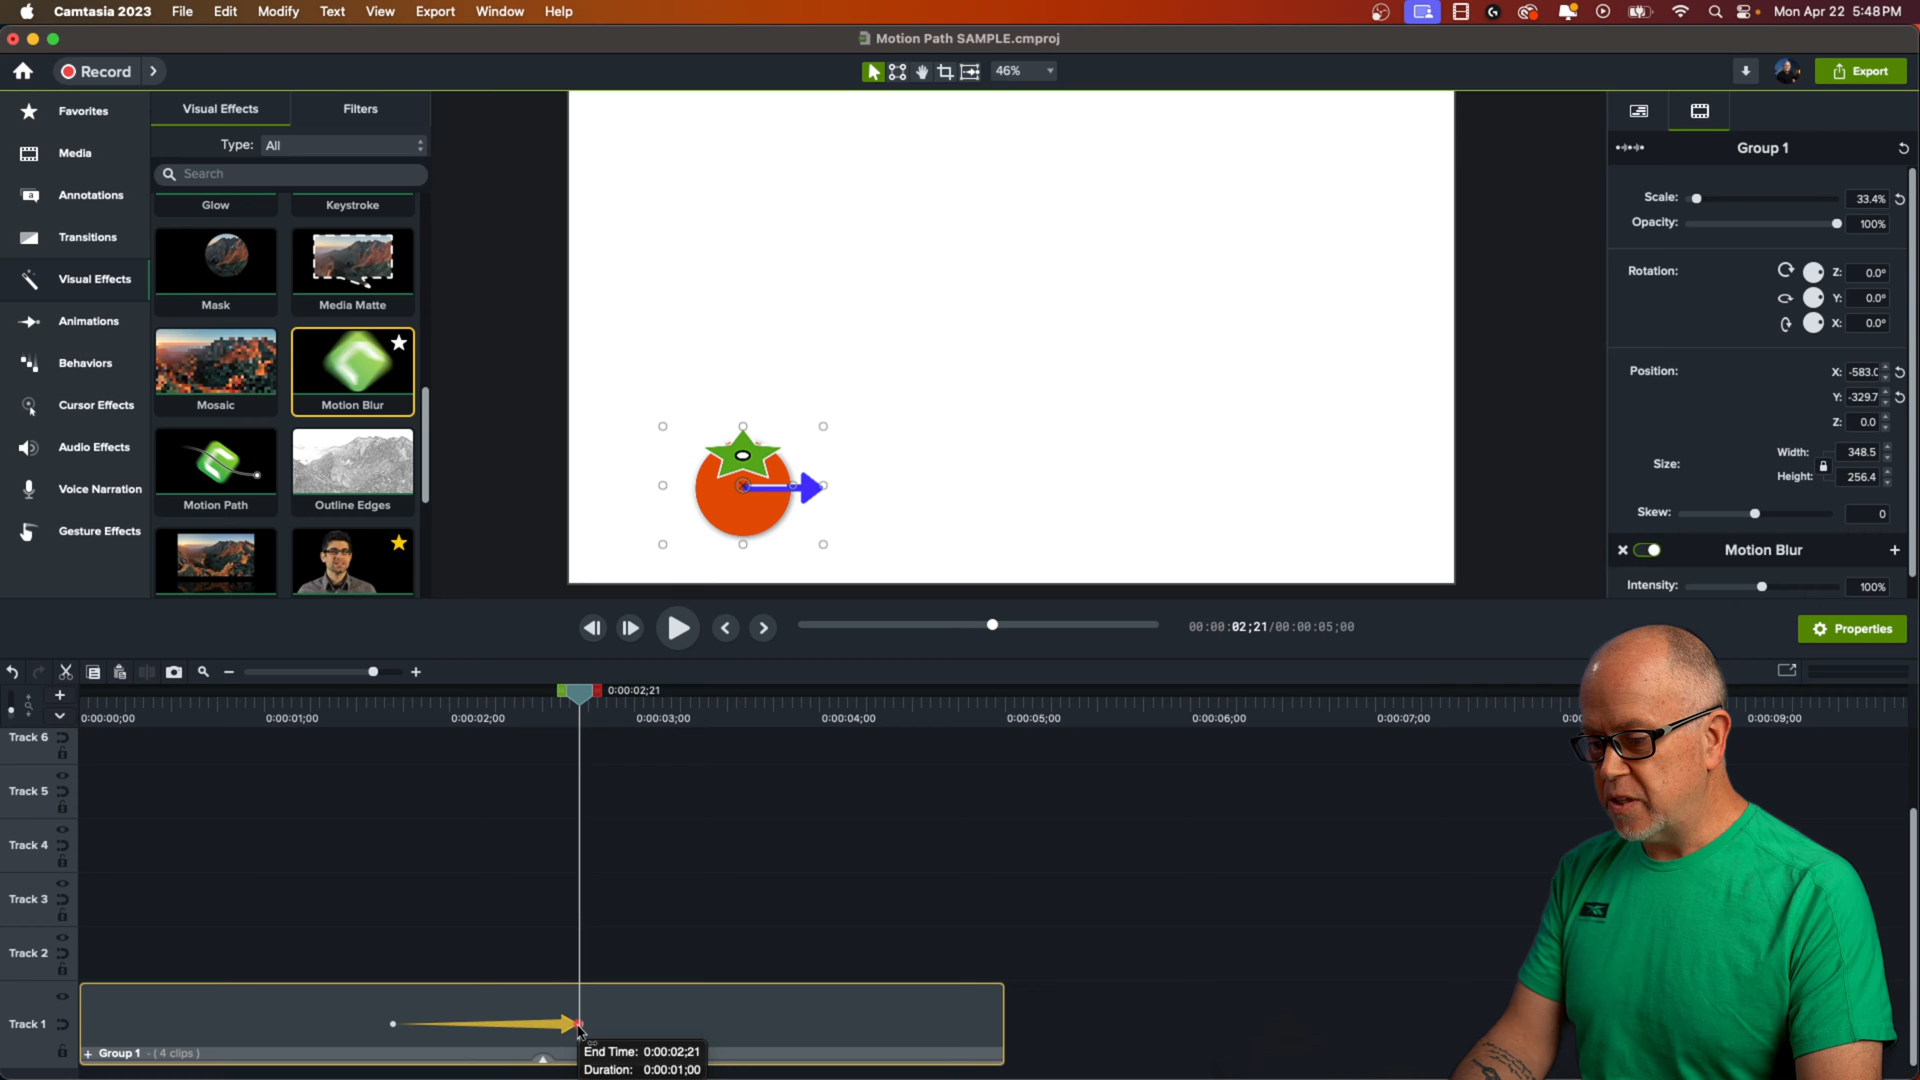 Camtasia 2023 File Edit Modify Text View Export Window Help
Mon Apr 22 5:48 PM
Motion Path SAMPLE.cmproj
Record
46%
Export
Favorites
Media
Annotations
Transitions
Visual Effects
Animations
Behaviors
Cursor Effects
Audio Effects
Voice Narration
Gesture Effects
Visual Effects Filters
Type: All
Search
Glow Keystroke
Mask Media Matte
Mosaic Motion Blur
Motion Path Outline Edges
Group 1
Scale: 33.4%
Opacity: 100%
Rotation: Z: 0.0°
Y: 0.0°
X: 0.0°
Position: X: -583.0
Y: -329.7
Z: 0.0
Size: Width: 348.5
Height: 256.4
Skew: 0
Motion Blur
Intensity: 100%
00:00:02;21/00:00:05;00
Properties
0:00:02;21
0:00:00;00 0:00:01;00 0:00:02;00 0:00:03;00 0:00:04;00 0:00:05;00 0:00:06;00 0:00:07;00 0:00:09;00
Track 6
Track 5
Track 4
Track 3
Track 2
Track 1
+ Group 1 - ( 4 clips )
End Time: 0:00:02;21
Duration: 0:00:01;00